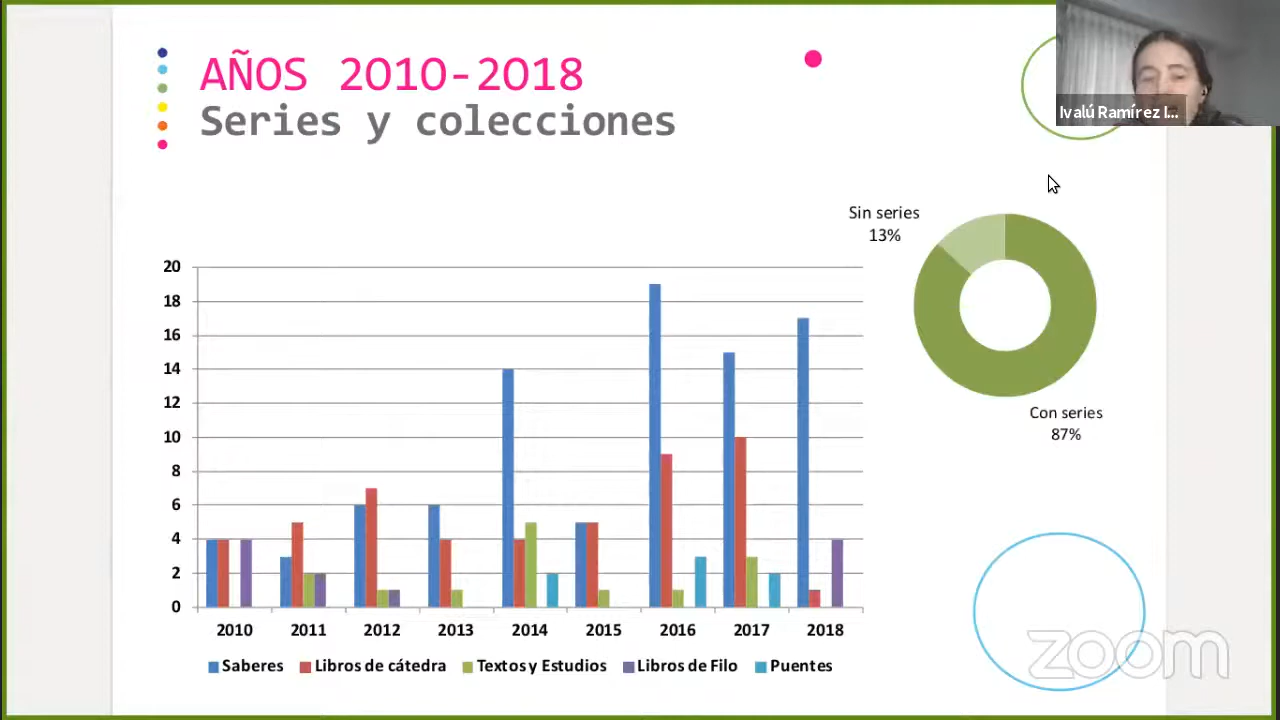 AÑOS 2010-2018
Series y colecciones
Ivalú Ramírez I...
Sin series
13%
Con series
87%
20
18
16
14
12
10
8
6
4
2
0
2010 2011 2012 2013 2014 2015 2016 2017 2018
Saberes Libros de cátedra Textos y Estudios Libros de Filo Puentes
zoom